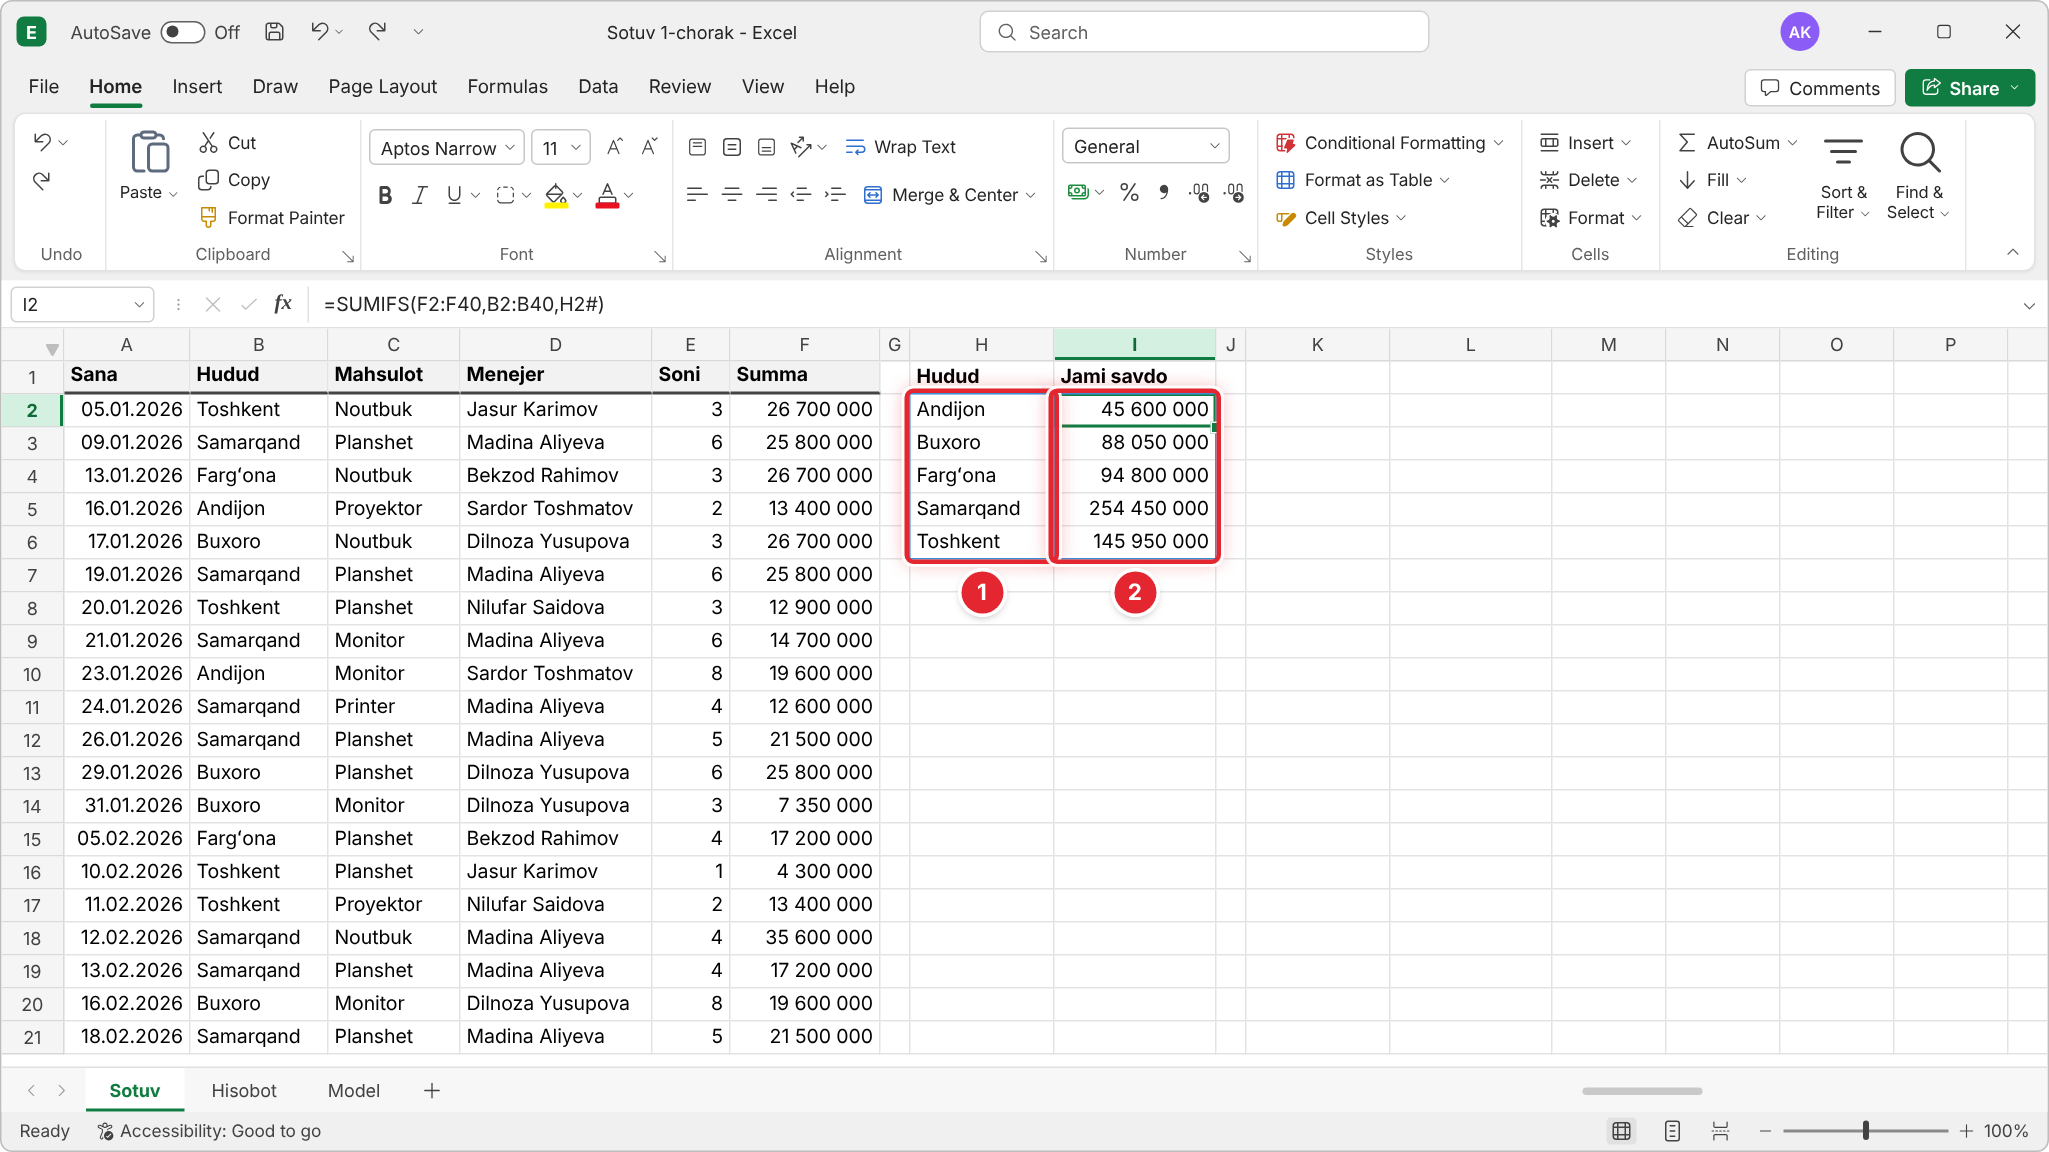 E AutoSave Off Sotuv 1-chorak - Excel Search AK
File Home Insert Draw Page Layout Formulas Data Review View Help Comments Share
Paste Cut Copy Format Painter
Aptos Narrow 11 B I U A
Wrap Text Merge & Center
General % 00 00
Conditional Formatting Format as Table Cell Styles
Insert Delete Format
AutoSum Fill Clear Sort & Filter Find & Select
Undo Clipboard Font Alignment Number Styles Cells Editing
I2 fx =SUMIFS(F2:F40,B2:B40,H2#)
A B C D E F G H I J K L M N O P
1 Sana Hudud Mahsulot Menejer Soni Summa Hudud Jami savdo
2 05.01.2026 Toshkent Noutbuk Jasur Karimov 3 26 700 000 Andijon 45 600 000
3 09.01.2026 Samarqand Planshet Madina Aliyeva 6 25 800 000 Buxoro 88 050 000
4 13.01.2026 Fargʻona Noutbuk Bekzod Rahimov 3 26 700 000 Fargʻona 94 800 000
5 16.01.2026 Andijon Proyektor Sardor Toshmatov 2 13 400 000 Samarqand 254 450 000
6 17.01.2026 Buxoro Noutbuk Dilnoza Yusupova 3 26 700 000 Toshkent 145 950 000
7 19.01.2026 Samarqand Planshet Madina Aliyeva 6 25 800 000 1 2
8 20.01.2026 Toshkent Planshet Nilufar Saidova 3 12 900 000
9 21.01.2026 Samarqand Monitor Madina Aliyeva 6 14 700 000
10 23.01.2026 Andijon Monitor Sardor Toshmatov 8 19 600 000
11 24.01.2026 Samarqand Printer Madina Aliyeva 4 12 600 000
12 26.01.2026 Samarqand Planshet Madina Aliyeva 5 21 500 000
13 29.01.2026 Buxoro Planshet Dilnoza Yusupova 6 25 800 000
14 31.01.2026 Buxoro Monitor Dilnoza Yusupova 3 7 350 000
15 05.02.2026 Fargʻona Planshet Bekzod Rahimov 4 17 200 000
16 10.02.2026 Toshkent Planshet Jasur Karimov 1 4 300 000
17 11.02.2026 Toshkent Proyektor Nilufar Saidova 2 13 400 000
18 12.02.2026 Samarqand Noutbuk Madina Aliyeva 4 35 600 000
19 13.02.2026 Samarqand Planshet Madina Aliyeva 4 17 200 000
20 16.02.2026 Buxoro Monitor Dilnoza Yusupova 8 19 600 000
21 18.02.2026 Samarqand Planshet Madina Aliyeva 5 21 500 000
Sotuv Hisobot Model
Ready Accessibility: Good to go 100%